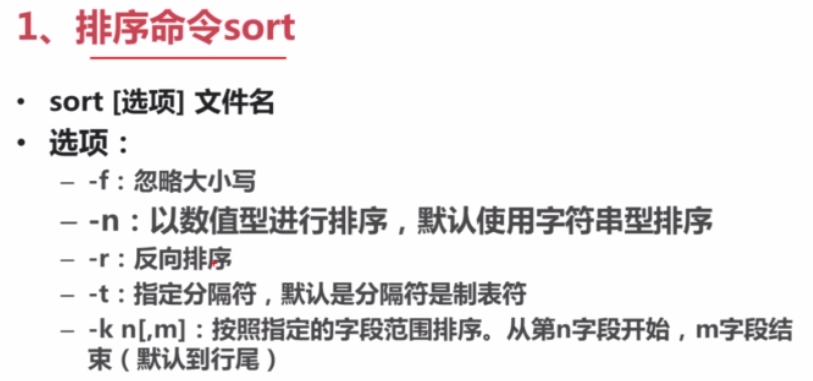 1、排序命令sort
• sort [选项] 文件名
• 选项：
– -f：忽略大小写
– -n：以数值型进行排序，默认使用字符串型排序
– -r：反向排序
– -t：指定分隔符，默认是分隔符是制表符
– -k n[,m]：按照指定的字段范围排序。从第n字段开始，m字段结
束（默认到行尾）